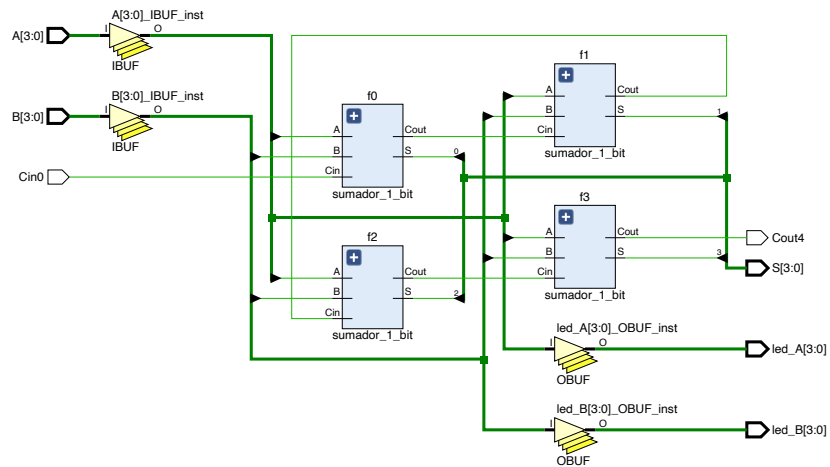 A[3:0]_IBUF_inst
A[3:0]
I
O
IBUF
B[3:0]_IBUF_inst
B[3:0]
I
O
IBUF
Cin0
f0
A
B
Cin
Cout
S
0
sumador_1_bit
f1
A
B
Cin
Cout
S
1
sumador_1_bit
f2
A
B
Cin
Cout
S
2
sumador_1_bit
f3
A
B
Cin
Cout
S
3
sumador_1_bit
Cout4
S[3:0]
led_A[3:0]_OBUF_inst
I
O
led_A[3:0]
OBUF
led_B[3:0]_OBUF_inst
I
O
led_B[3:0]
OBUF